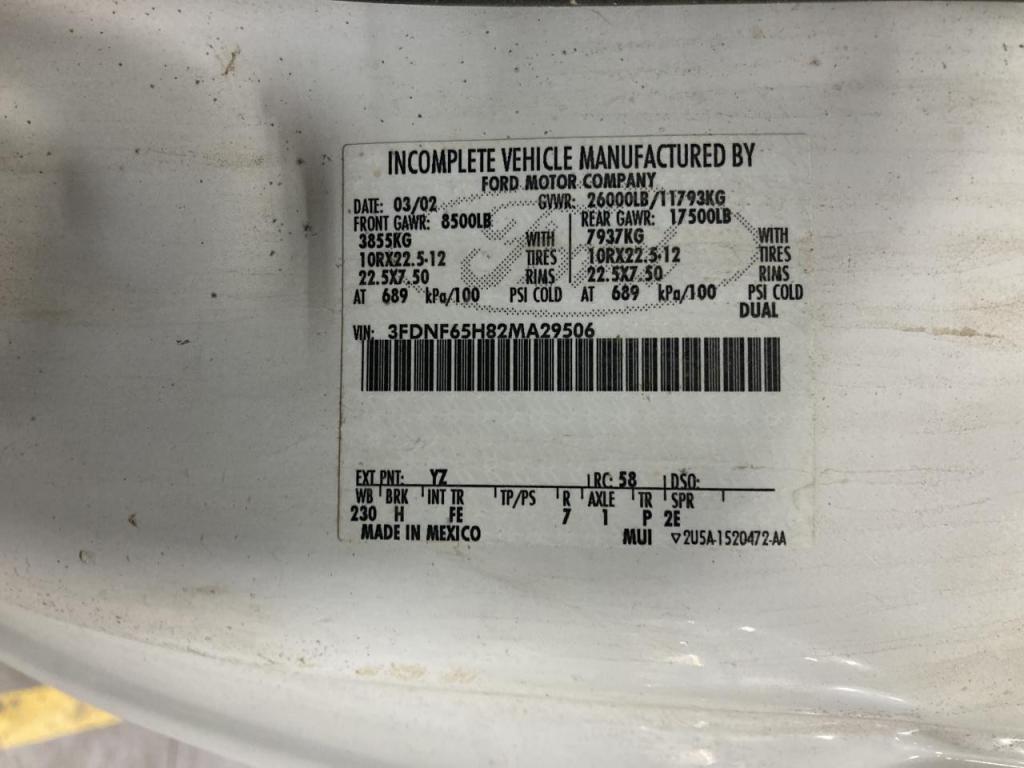 INCOMPLETE VEHICLE MANUFACTURED BY
FORD MOTOR COMPANY
DATE: 03/02 GVWR: 26000LB/11793KG
FRONT GAWR: 8500LB REAR GAWR: 17500LB
3855KG WITH 7937KG WITH
10RX22.5-12 TIRES 10RX22.5-12 TIRES
22.5X7.50 RIMS 22.5X7.50 RIMS
AT 689 kPa/100 PSI COLD AT 689 kPa/100 PSI COLD
DUAL
VIN: 3FDNF65H82MA29506
EXT PNT: YZ RC: 58 DSO:
WB BRK INT TR TP/PS R AXLE TR SPR
230 H FE 7 1 P 2E
MADE IN MEXICO MUI ▽2U5A-1520472-AA